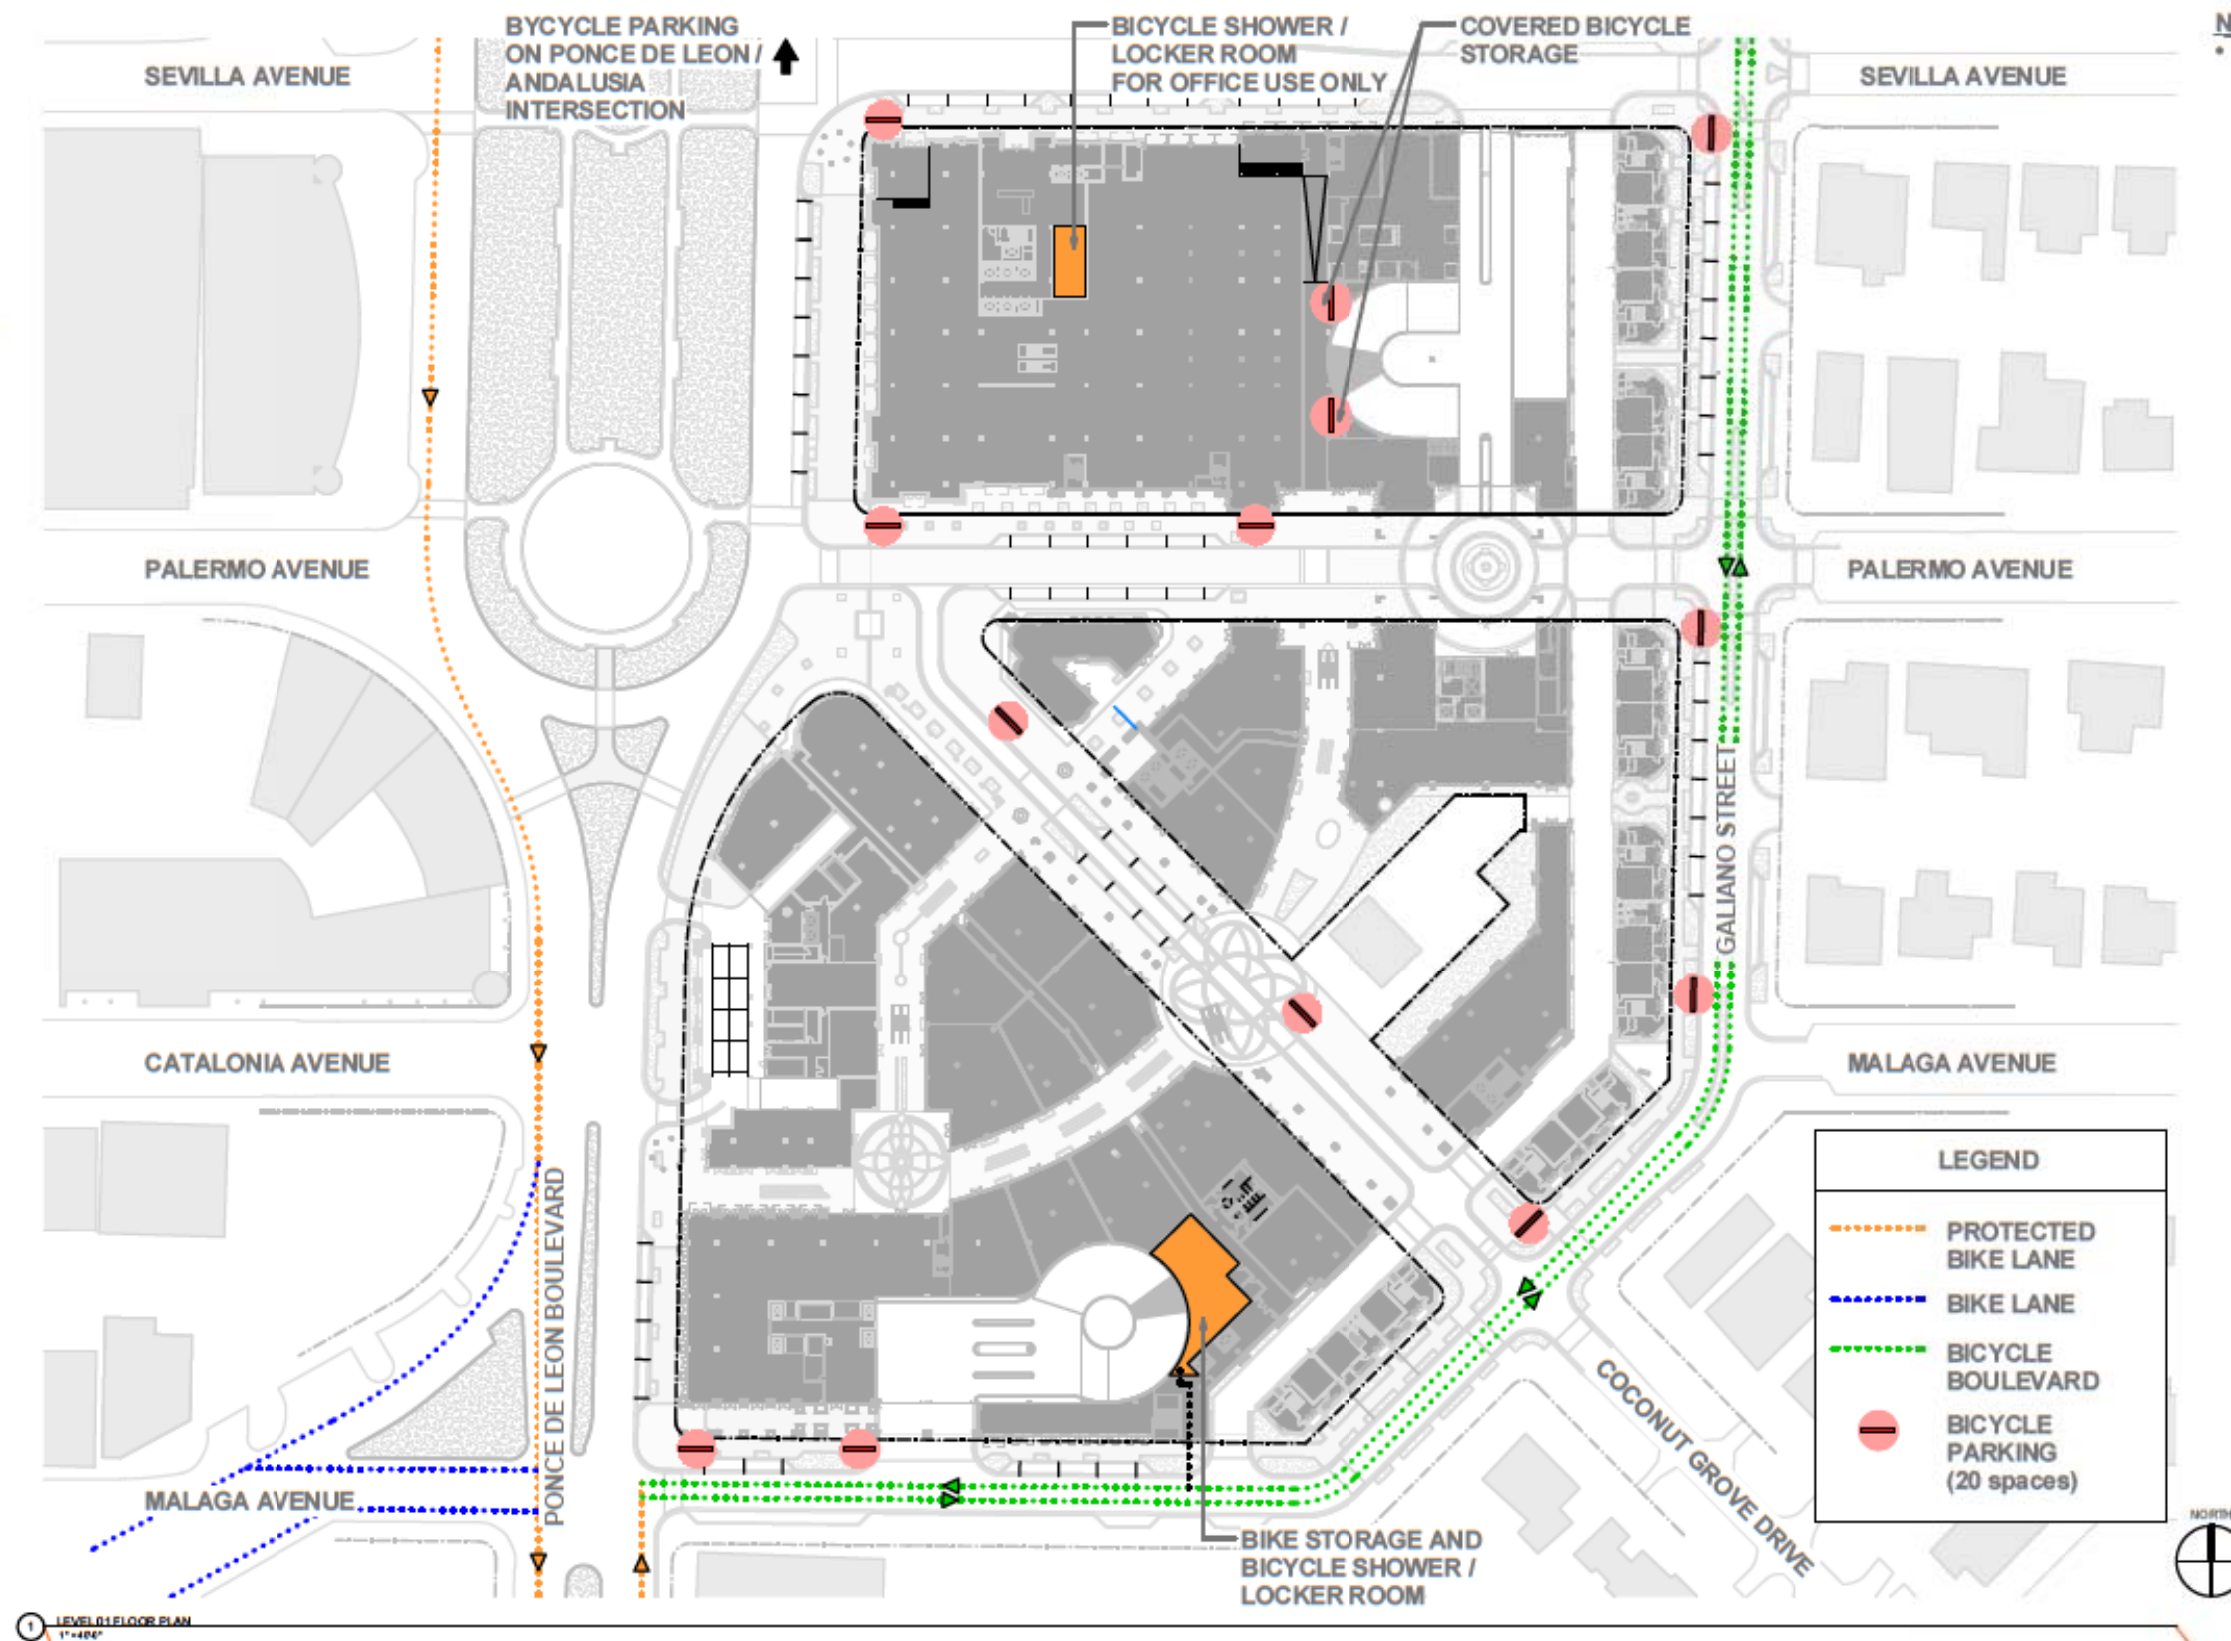 BYCYCLE PARKING
ON PONCE DE LEON /
ANDALUSIA
INTERSECTION
BICYCLE SHOWER /
LOCKER ROOM
FOR OFFICE USE ONLY
COVERED BICYCLE
STORAGE
N
SEVILLA AVENUE
SEVILLA AVENUE
PALERMO AVENUE
PALERMO AVENUE
GALIANO STREET
CATALONIA AVENUE
MALAGA AVENUE
PONCE DE LEON BOULEVARD
MALAGA AVENUE
COCONUT GROVE DRIVE
LEGEND
PROTECTED
BIKE LANE
BIKE LANE
BICYCLE
BOULEVARD
BICYCLE
PARKING
(20 spaces)
NORTH
BIKE STORAGE AND
BICYCLE SHOWER /
LOCKER ROOM
1
LEVEL 01 FLOOR PLAN